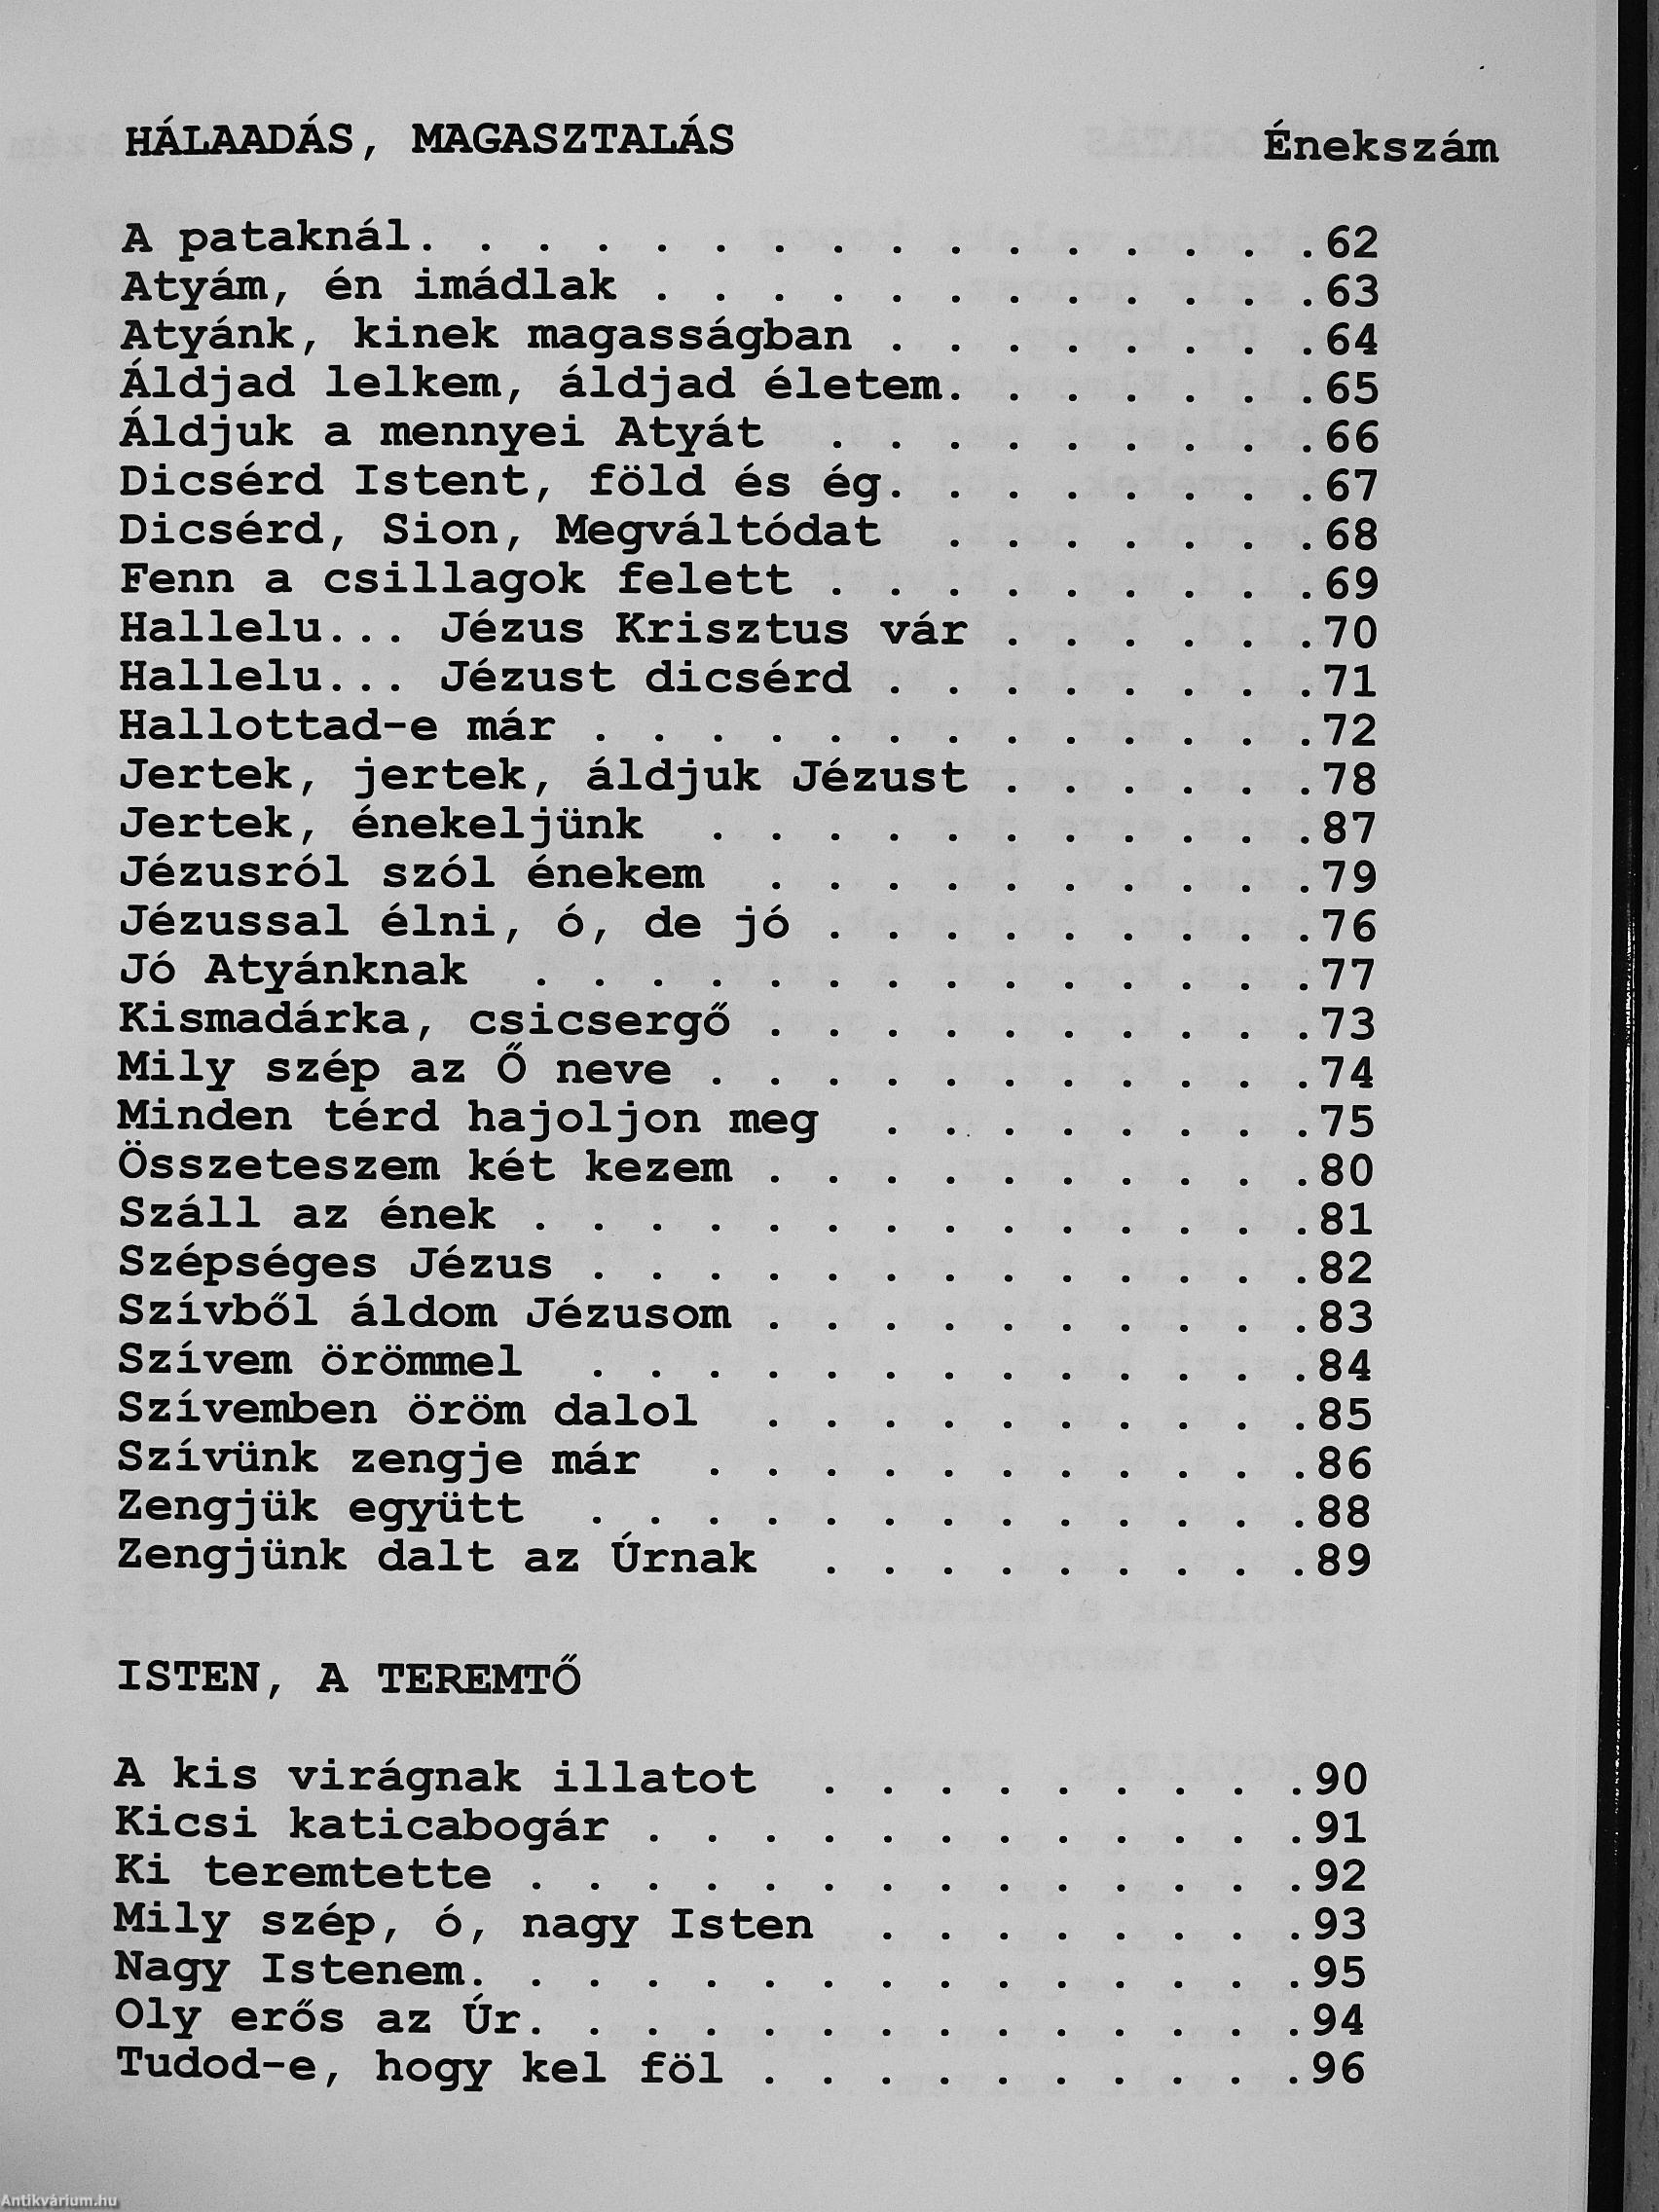 HÁLAADÁS, MAGASZTALÁS Énekszám
A pataknál. . . . . . . . . . . . . . . .62
Atyám, én imádlak . . . . . . . . . . . .63
Atyánk, kinek magasságban . . . . . . . .64
Áldjad lelkem, áldjad életem. . . . . . .65
Áldjuk a mennyei Atyát . . . . . . . . .66
Dicsérd Istent, föld és ég. . . . . . . .67
Dicsérd, Sion, Megváltódat . . . . . . .68
Fenn a csillagok felett . . . . . . . . .69
Hallelu... Jézus Krisztus vár . . . . . .70
Hallelu... Jézust dicsérd . . . . . . . .71
Hallottad-e már . . . . . . . . . . . . .72
Jertek, jertek, áldjuk Jézust . . . . . .78
Jertek, énekeljünk . . . . . . . . . . .87
Jézusról szól énekem . . . . . . . . . .79
Jézussal élni, ó, de jó . . . . . . . . .76
Jó Atyánknak . . . . . . . . . . . . . .77
Kismadárka, csicsergő . . . . . . . . . .73
Mily szép az Ő neve . . . . . . . . . . .74
Minden térd hajoljon meg . . . . . . . .75
Összeteszem két kezem . . . . . . . . . .80
Száll az ének . . . . . . . . . . . . . .81
Szépséges Jézus . . . . . . . . . . . . .82
Szívből áldom Jézusom . . . . . . . . . .83
Szívem örömmel . . . . . . . . . . . . .84
Szívemben öröm dalol . . . . . . . . . .85
Szívünk zengje már . . . . . . . . . . .86
Zengjük együtt . . . . . . . . . . . . .88
Zengjünk dalt az Úrnak . . . . . . . . .89
ISTEN, A TEREMTŐ
A kis virágnak illatot . . . . . . . . .90
Kicsi katicabogár . . . . . . . . . . . .91
Ki teremtette . . . . . . . . . . . . . .92
Mily szép, ó, nagy Isten . . . . . . . .93
Nagy Istenem. . . . . . . . . . . . . . .95
Oly erős az Úr. . . . . . . . . . . . . .94
Tudod-e, hogy kel föl . . . . . . . . . .96
Antikvárium.hu